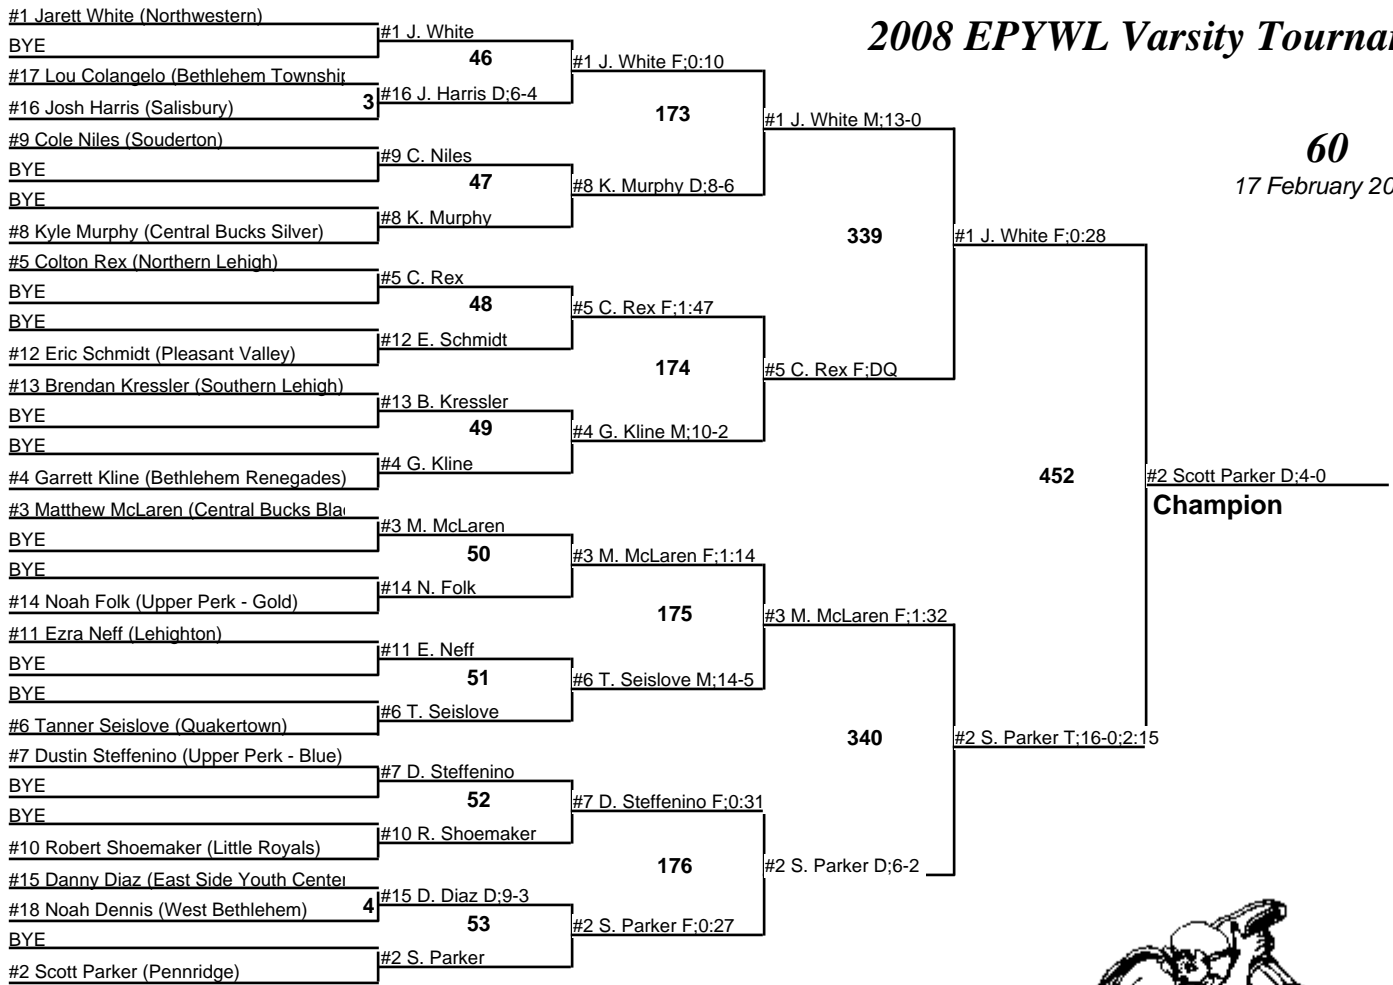 2008 EPYWL Varsity
60
17 February
#1 Jarett White (Northwestern)
BYE
#17 Lou Colangelo (Bethlehem Township
#16 Josh Harris (Salisbury)
#9 Cole Niles (Souderton)
BYE
BYE
#8 Kyle Murphy (Central Bucks Silver)
#5 Colton Rex (Northern Lehigh)
BYE
BYE
#12 Eric Schmidt (Pleasant Valley)
#13 Brendan Kressler (Southern Lehigh)
BYE
BYE
#4 Garrett Kline (Bethlehem Renegades)
#3 Matthew McLaren (Central Bucks
BYE
BYE
#14 Noah Folk (Upper Perk - Gold)
#11 Ezra Neff (Lehighton)
BYE
BYE
#6 Tanner Seislove (Quakertown)
#7 Dustin Steffenino (Upper Perk - Blue)
BYE
BYE
#10 Robert Shoemaker (Little Royals)
#15 Danny Diaz (East Side Youth Center
#18 Noah Dennis (West Bethlehem)
BYE
#2 Scott Parker (Pennridge)
3
4
#1 J. White
46
#16 J. Harris D;6-4
#9 C. Niles
47
#8 K. Murphy
#5 C. Rex
48
#12 E. Schmidt
#13 B. Kressler
49
#4 G. Kline
#3 M. McLaren
50
#14 N. Folk
#11 E. Neff
51
#6 T. Seislove
#7 D. Steffenino
52
#10 R. Shoemaker
#15 D. Diaz D;9-3
53
#2 S. Parker
#1 J. White F;0:10
173
#8 K. Murphy D;8-6
#5 C. Rex F;1:47
174
#4 G. Kline M;10-2
#3 M. McLaren F;1:14
175
#6 T. Seislove M;14-5
#7 D. Steffenino F;0:31
176
#2 S. Parker F;0:27
#1 J. White M;13-0
339
#5 C. Rex F;DQ
#3 M. McLaren F;1:32
340
#2 S. Parker D;6-2
#1 J. White F;0:28
452
#2 S. Parker T;16-0;2:15
#2 Scott Parker D;4-0
Champion